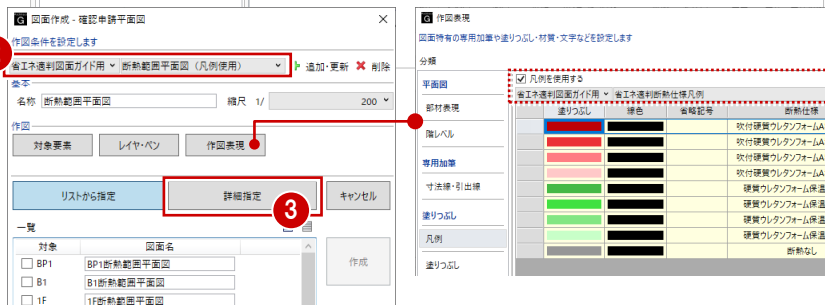 G 図面作成 - 確認申請平面図
作図条件を設定します
省エネ適判図面ガイド用 断熱範囲平面図（凡例使用） 追加・更新 削除
基本
名称 断熱範囲平面図 縮尺 1/ 200
作図
対象要素 レイヤ・ペン 作図表現
リストから指定 詳細指定 キャンセル
3
一覧
対象 図面名
BP1 BP1断熱範囲平面図
B1 B1断熱範囲平面図
1F 1F断熱範囲平面図
作成
G 作図表現
図面特有の専用加筆や塗りつぶし・材質・文字などを設定します
分類
平面図
部材表現
階レベル
専用加筆
寸法線・引出線
塗りつぶし
凡例
塗りつぶし
凡例を使用する
省エネ適判図面ガイド用 省エネ適判断熱仕様凡例
塗りつぶし 線色 省略記号 断熱仕様
吹付硬質ウレタンフォームA
吹付硬質ウレタンフォームA
吹付硬質ウレタンフォームA
吹付硬質ウレタンフォームA
硬質ウレタンフォーム保温
硬質ウレタンフォーム保温
硬質ウレタンフォーム保温
硬質ウレタンフォーム保温
断熱なし